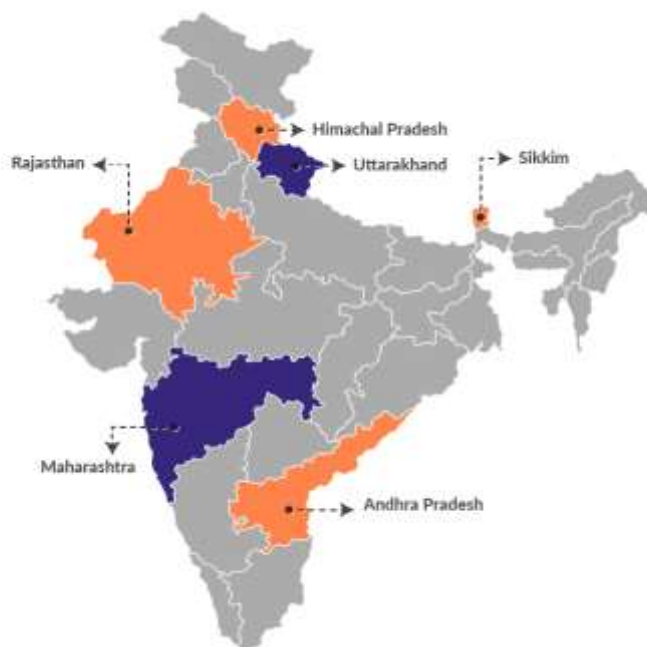 Himachal Pradesh
Rajasthan
Uttarakhand
Sikkim
Maharashtra
Andhra Pradesh